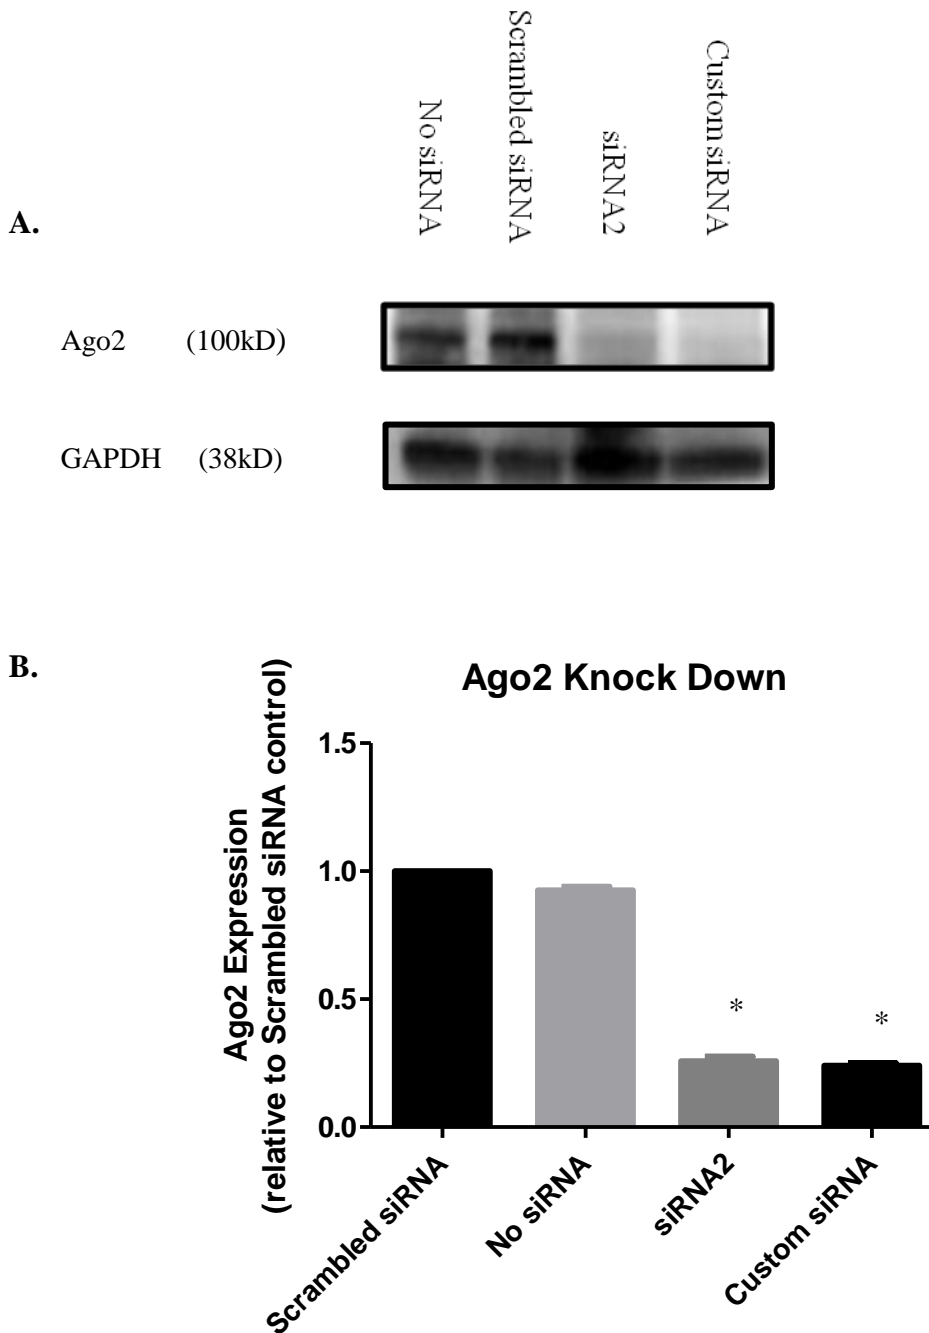 No siRNA
Scrambled siRNA
siRNA2
Custom siRNA
A.
Ago2 (100kD)
GAPDH (38kD)
B.
Ago2 Knock Down
Ago2 Expression
(relative to Scrambled siRNA control)
1.5
1.0
0.5
0.0
*
*
Scrambled siRNA
No siRNA
siRNA2
Custom siRNA